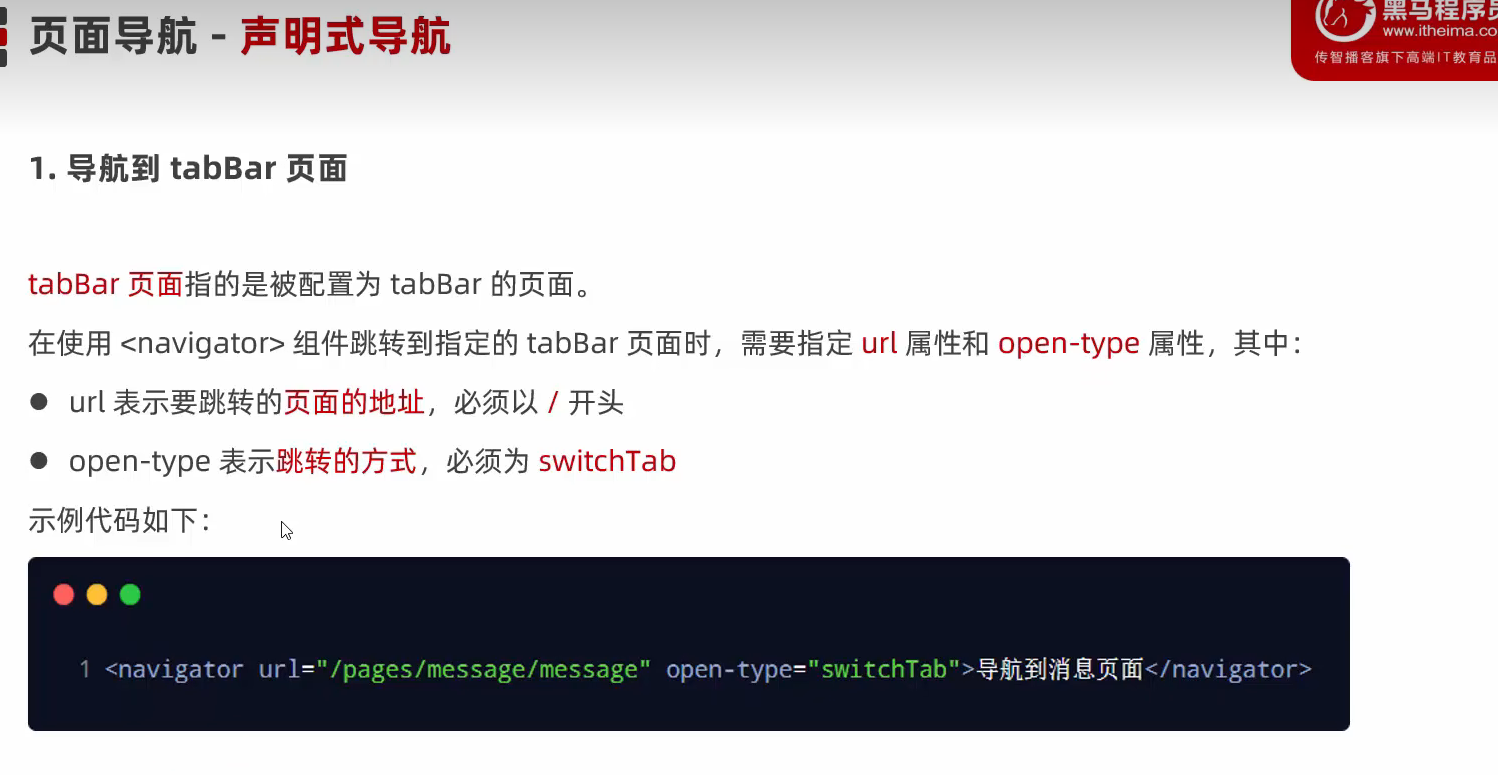 页面导航 - 声明式导航
黑马程序员
www.itheima.co
传智播客旗下高端IT教育品
1. 导航到 tabBar 页面
tabBar 页面指的是被配置为 tabBar 的页面。
在使用 <navigator> 组件跳转到指定的 tabBar 页面时，需要指定 url 属性和 open-type 属性，其中：
● url 表示要跳转的页面的地址，必须以 / 开头
● open-type 表示跳转的方式，必须为 switchTab
示例代码如下：
1 <navigator url="/pages/message/message" open-type="switchTab">导航到消息页面</navigator>